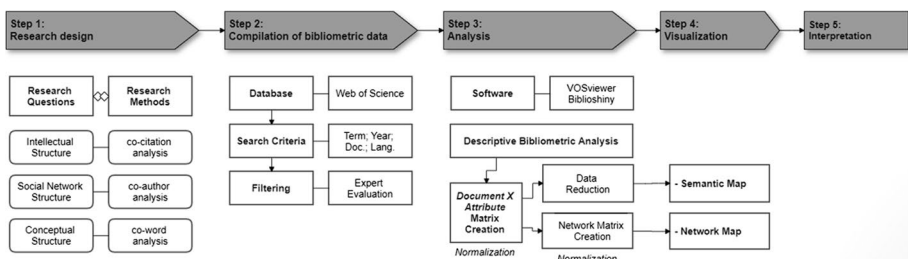 Step 1:
Research design
Step 2:
Compilation of bibliometric data
Step 3:
Analysis
Step 4:
Visualization
Step 5:
Interpretation
Research
Questions
Research
Methods
Intellectual
Structure
co-citation
analysis
Social Network
Structure
co-author
analysis
Conceptual
Structure
co-word
analysis
Database
Web of Science
Search Criteria
Term; Year;
Doc.; Lang.
Filtering
Expert
Evaluation
Software
VOSviewer
Biblioshiny
Descriptive Bibliometric Analysis
Document X
Attribute
Matrix
Creation
Normalization
Data
Reduction
Network Matrix
Creation
Normalization
- Semantic Map
- Network Map